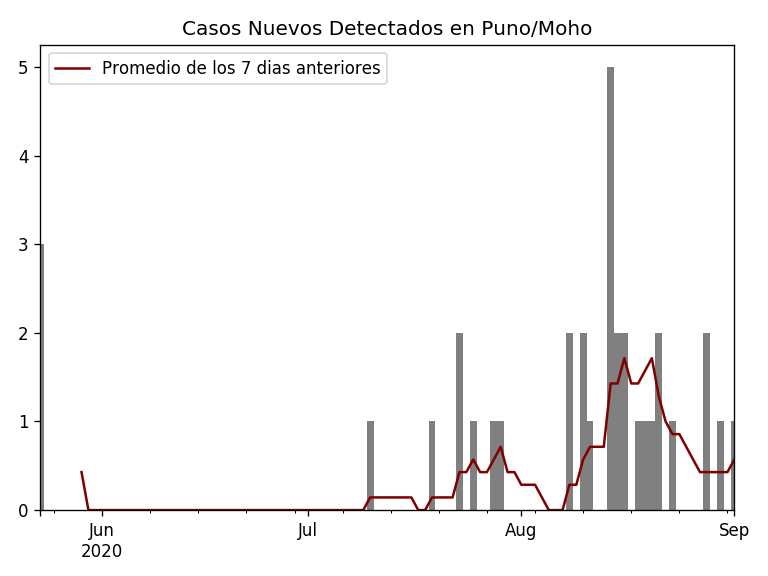 Casos Nuevos Detectados en Puno/Moho
Promedio de los 7 dias anteriores
5
4
3
2
1
0
Jun
2020
Jul
Aug
Sep